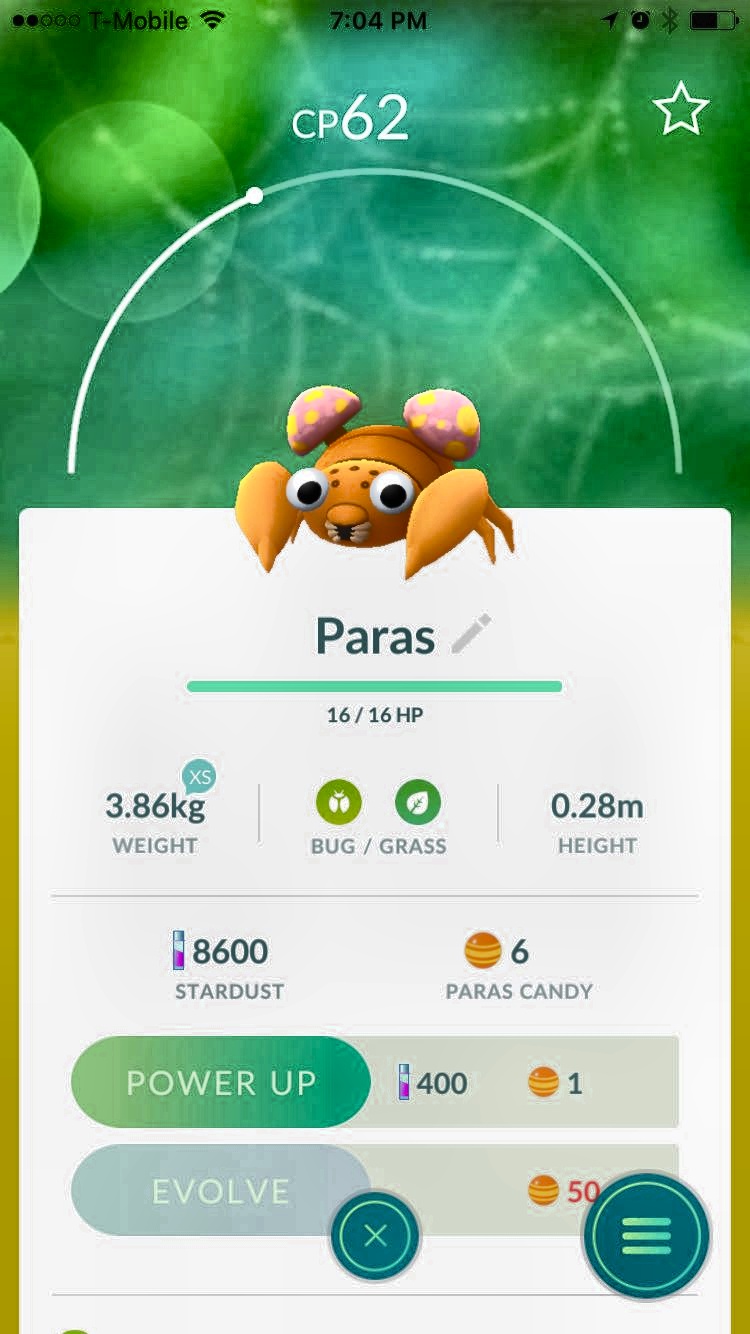 T-Mobile 7:04 PM
CP62
Paras
16 / 16 HP
XS
3.86kg 0.28m
WEIGHT BUG / GRASS HEIGHT
8600 6
STARDUST PARAS CANDY
POWER UP 400 1
EVOLVE 50